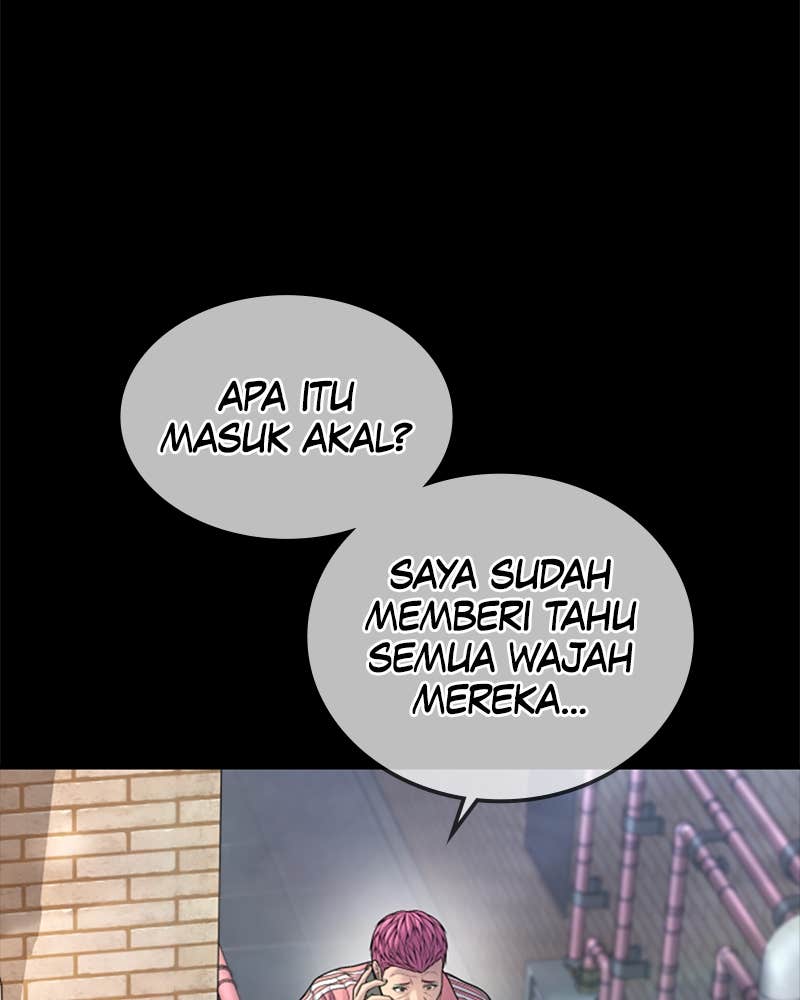 APA ITU
MASUK AKAL?
SAYA SUDAH
MEMBERI TAHU
SEMUA WAJAH
MEREKA...